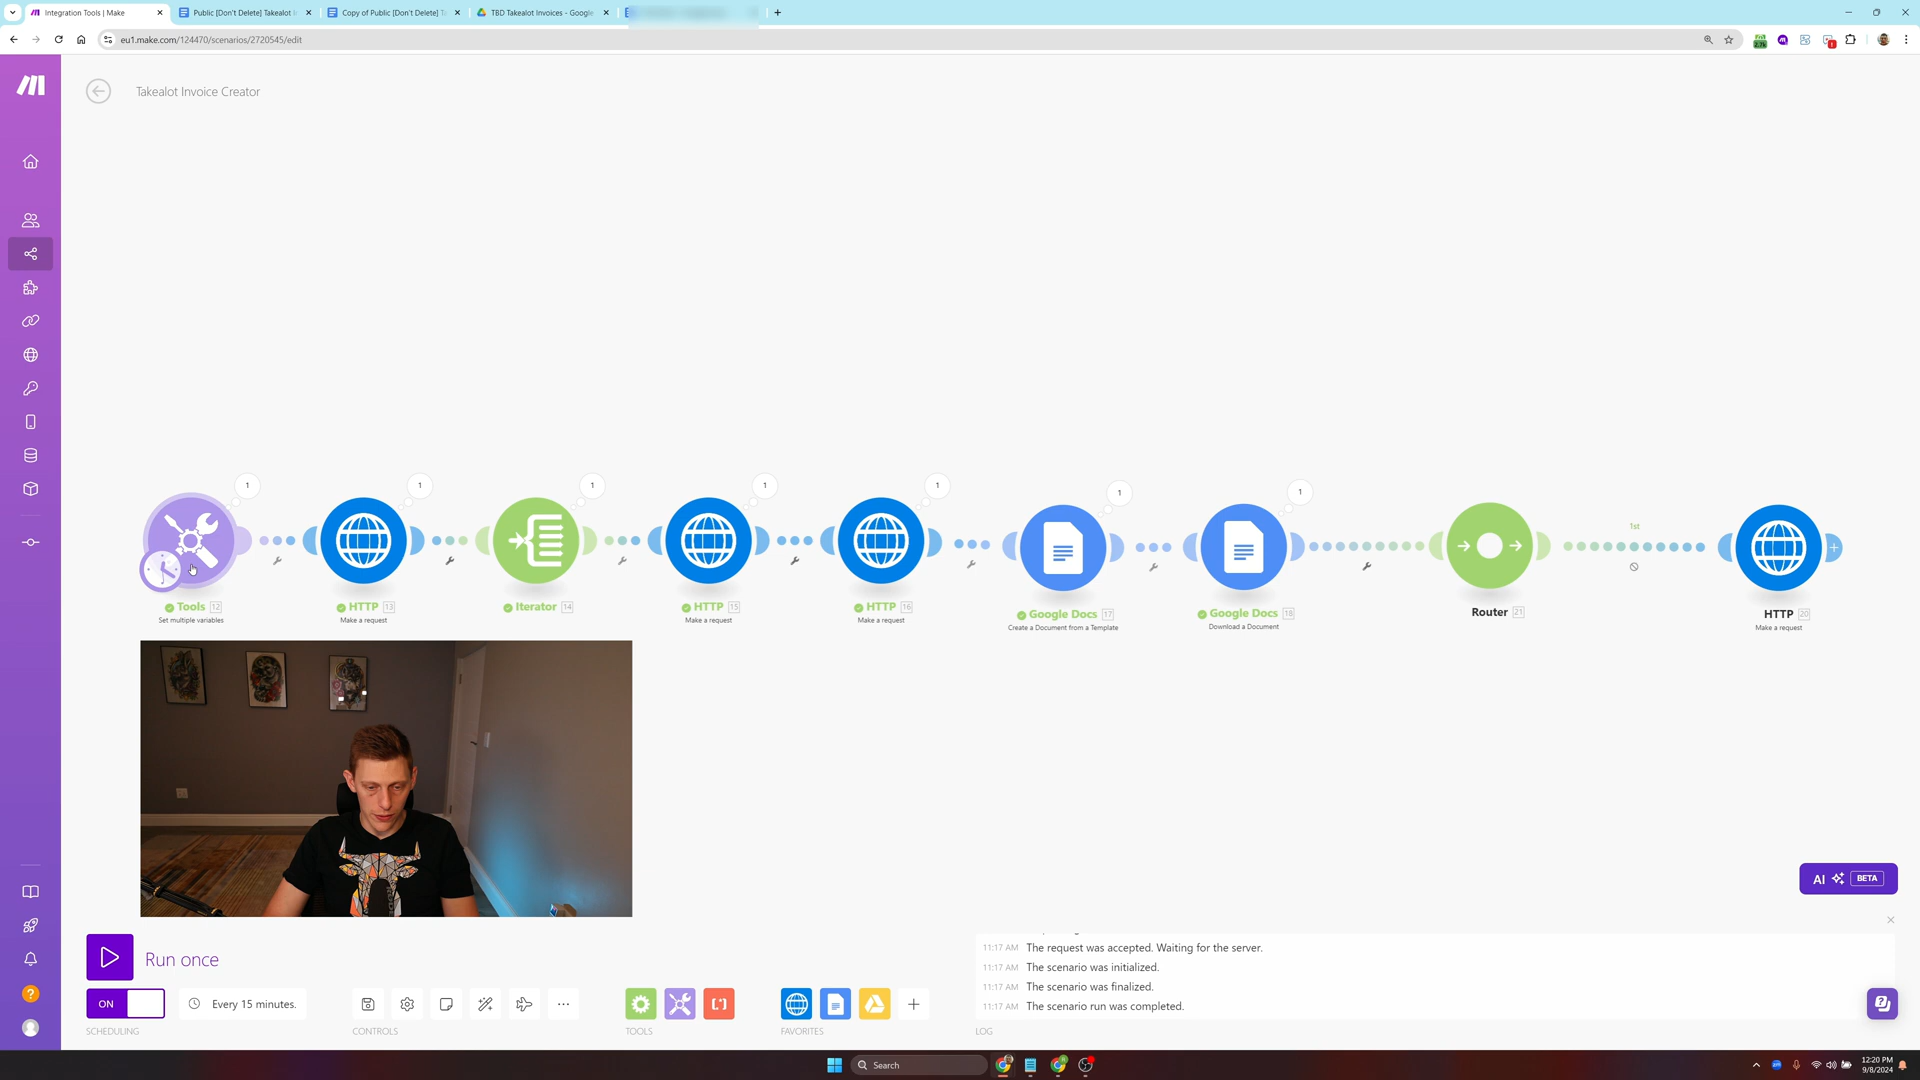 Integration Tools | Make
Public [Don't Delete] Takealot I
Copy of Public [Don't Delete] T
TBD Takealot Invoices - Google
eu1.make.com/124470/scenarios/2720545/edit
2.7k
1
Takealot Invoice Creator
1
1
1
1
1
1
1
1st
Tools 12
Set multiple variables
HTTP 13
Make a request
Iterator 14
HTTP 15
Make a request
HTTP 16
Make a request
Google Docs 17
Create a Document from a Template
Google Docs 18
Download a Document
Router 21
HTTP 20
Make a request
AI BETA
Run once
ON
Every 15 minutes.
SCHEDULING
CONTROLS
TOOLS
FAVORITES
11:17 AM The request was accepted. Waiting for the server.
11:17 AM The scenario was initialized.
11:17 AM The scenario was finalized.
11:17 AM The scenario run was completed.
LOG
Search
12:20 PM
9/8/2024